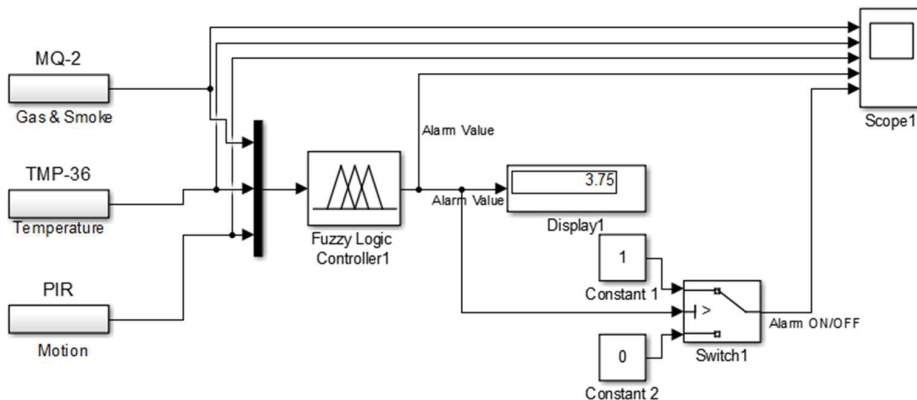 MQ-2
Gas & Smoke
TMP-36
Temperature
PIR
Motion
Fuzzy Logic
Controller1
Alarm Value
Alarm Value
3.75
Display1
1
Constant 1
0
Constant 2
>
Switch1
Alarm ON/OFF
Scope1